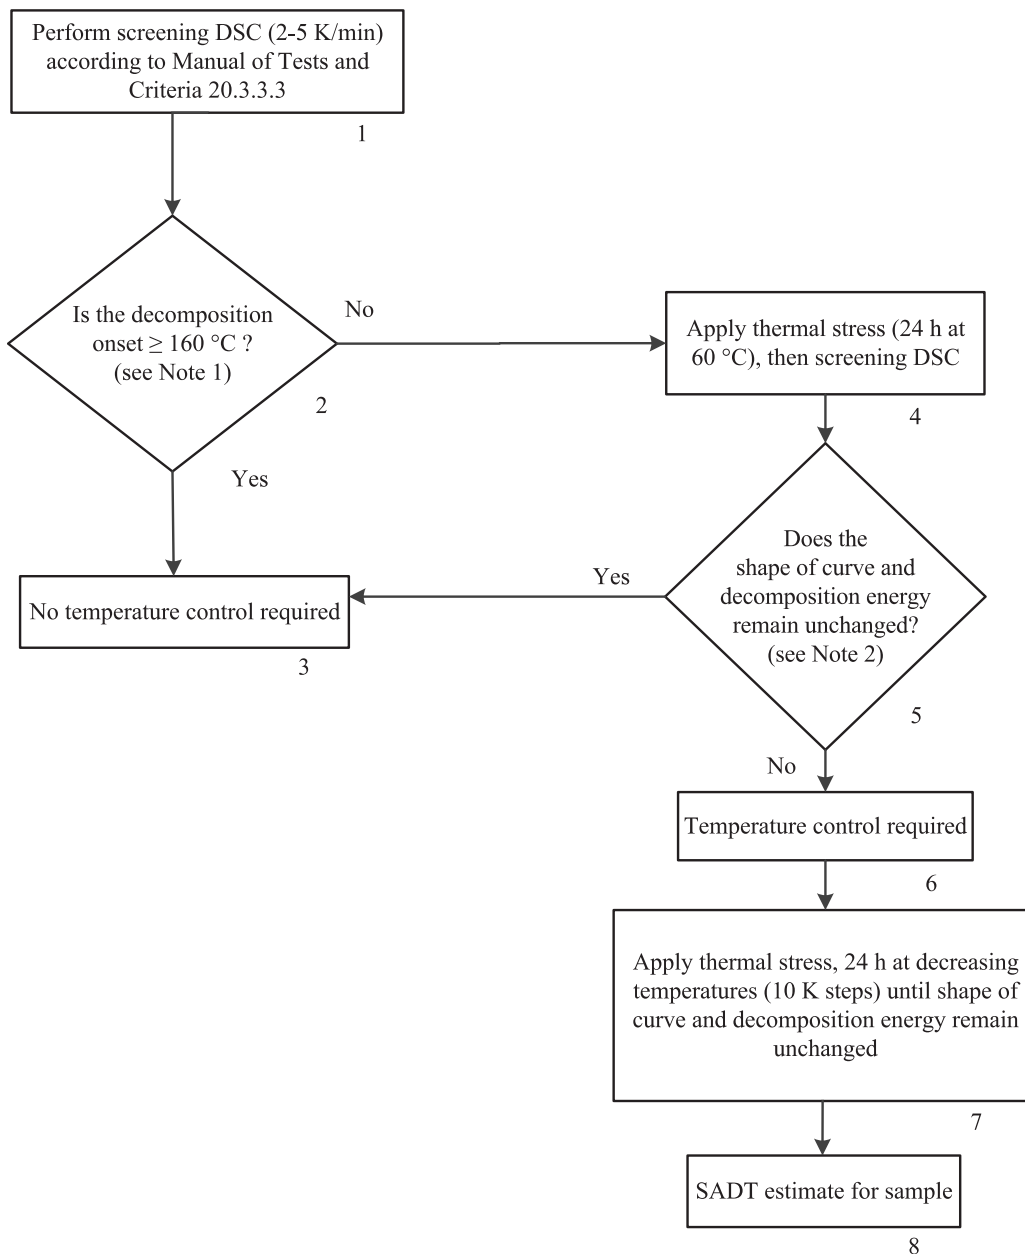 Perform screening DSC (2-5 K/min)
according to Manual of Tests and
Criteria 20.3.3.3
1
Is the decomposition
onset ≥ 160 °C ?
(see Note 1)
2
No
Yes
Apply thermal stress (24 h at
60 °C), then screening DSC
4
No temperature control required
3
Yes
Does the
shape of curve and
decomposition energy
remain unchanged?
(see Note 2)
5
No
Temperature control required
6
Apply thermal stress, 24 h at decreasing
temperatures (10 K steps) until shape of
curve and decomposition energy remain
unchanged
7
SADT estimate for sample
8